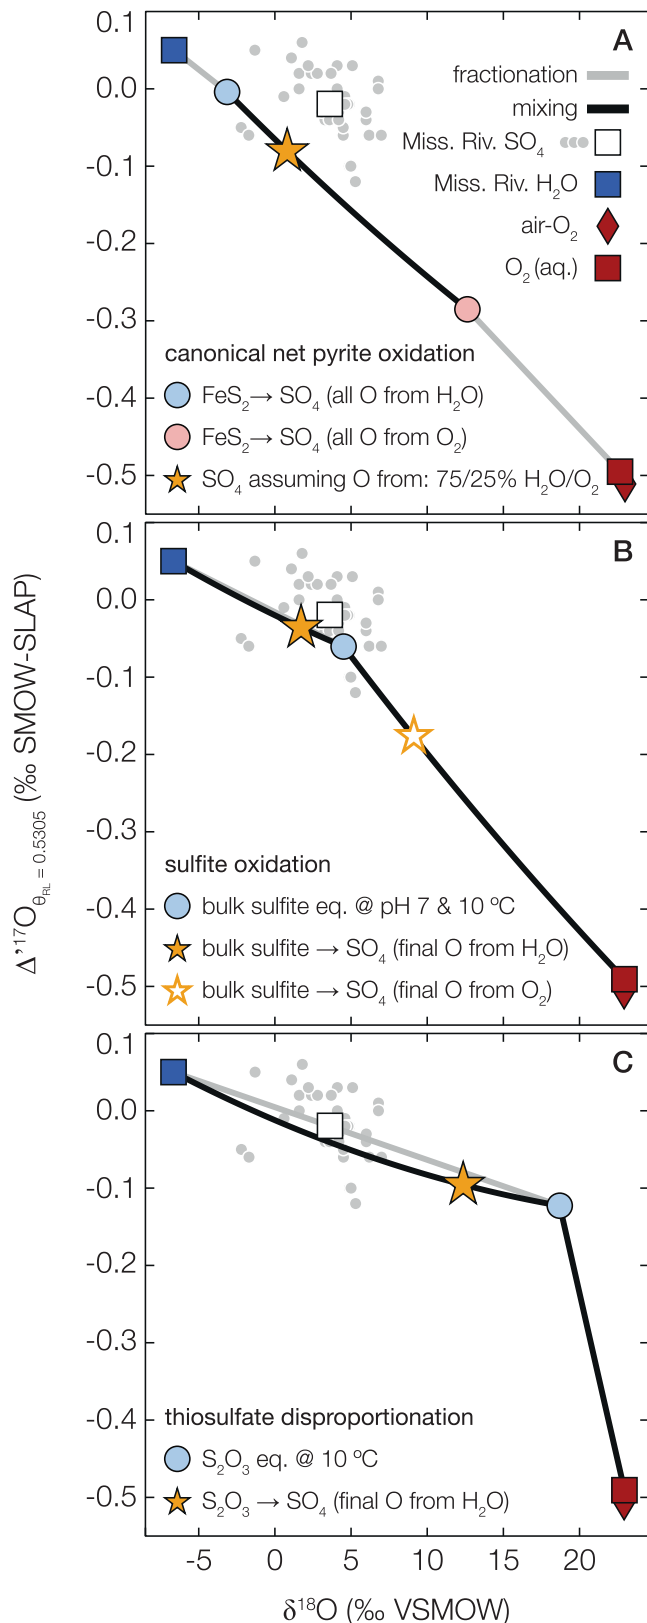 0.1
0.0
-0.1
-0.2
-0.3
-0.4
-0.5
A
fractionation
mixing
Miss. Riv. SO₄
Miss. Riv. H₂O
air-O₂
O₂ (aq.)
canonical net pyrite oxidation
FeS₂→ SO₄ (all O from H₂O)
FeS₂→ SO₄ (all O from O₂)
SO₄ assuming O from: 75/25% H₂O/O₂
0.1
0.0
-0.1
-0.2
-0.3
-0.4
-0.5
B
Δ'¹⁷O_θRL = 0.5305 (‰ SMOW-SLAP)
sulfite oxidation
bulk sulfite eq. @ pH 7 & 10 ºC
bulk sulfite → SO₄ (final O from H₂O)
bulk sulfite → SO₄ (final O from O₂)
0.1
0.0
-0.1
-0.2
-0.3
-0.4
-0.5
C
thiosulfate disproportionation
S₂O₃ eq. @ 10 ºC
S₂O₃ → SO₄ (final O from H₂O)
-5 0 5 10 15 20
δ¹⁸O (‰ VSMOW)